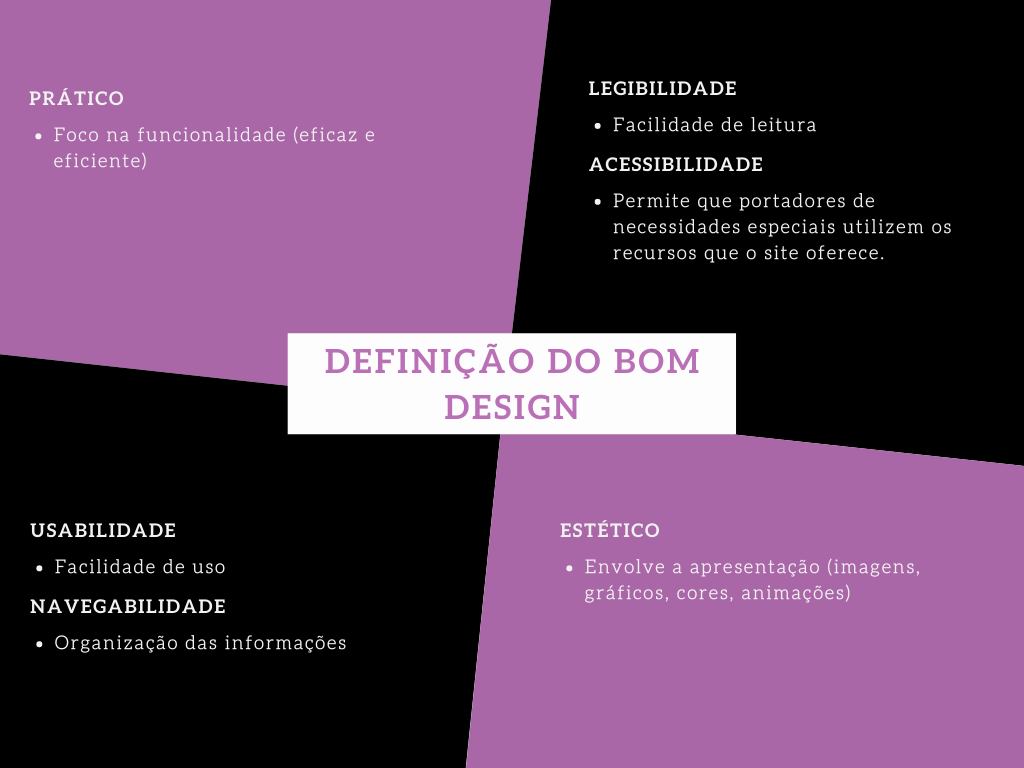 PRÁTICO
• Foco na funcionalidade (eficaz e
eficiente)
LEGIBILIDADE
• Facilidade de leitura
ACESSIBILIDADE
• Permite que portadores de
necessidades especiais utilizem os
recursos que o site oferece.
DEFINIÇÃO DO BOM
DESIGN
USABILIDADE
• Facilidade de uso
NAVEGABILIDADE
• Organização das informações
ESTÉTICO
• Envolve a apresentação (imagens,
gráficos, cores, animações)